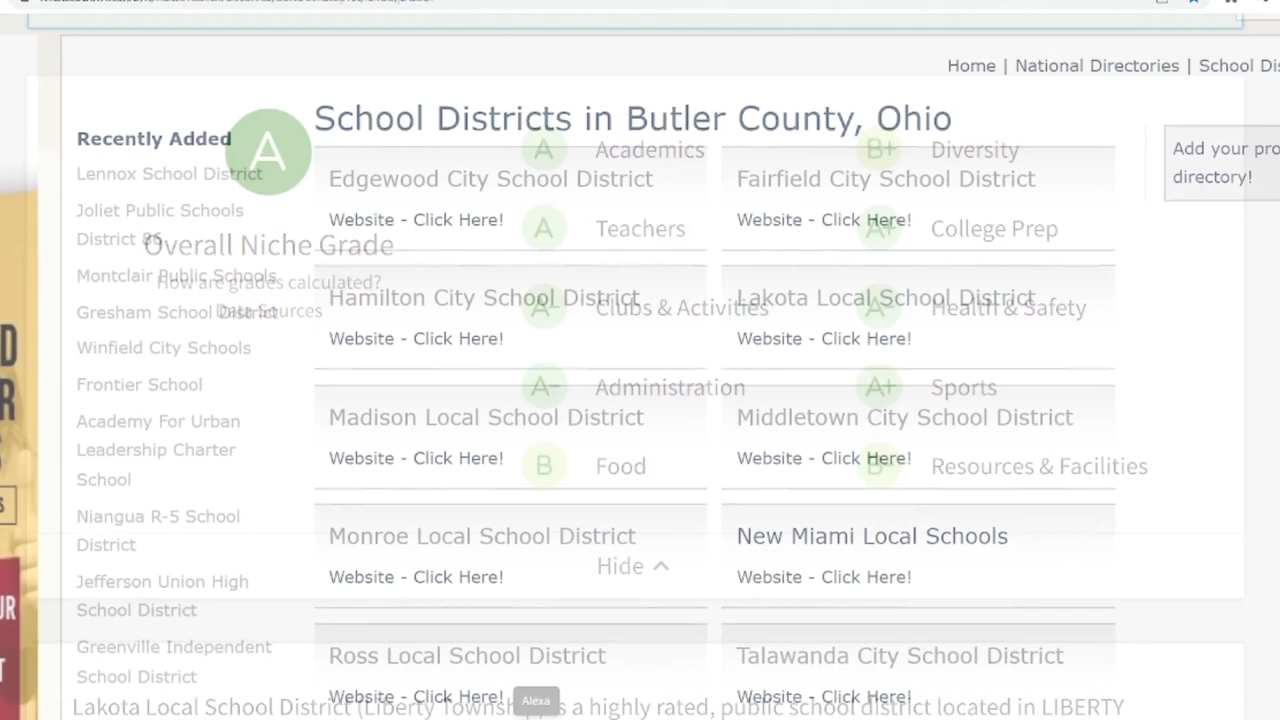 Home | National Directories | School Dis
School Districts in Butler County, Ohio
Recently Added
Lennox School District
Joliet Public Schools
District 86
Montclair Public Schools
Gresham School District
Winfield City Schools
Frontier School
Academy For Urban
Leadership Charter
School
Niangua R-5 School
District
Jefferson Union High
School District
Greenville Independent
School District
Edgewood City School District
Website - Click Here!
Fairfield City School District
Website - Click Here!
Hamilton City School District
Website - Click Here!
Lakota Local School District
Website - Click Here!
Madison Local School District
Website - Click Here!
Middletown City School District
Website - Click Here!
Monroe Local School District
Website - Click Here!
New Miami Local Schools
Website - Click Here!
Ross Local School District
Website - Click Here!
Talawanda City School District
Website - Click Here!
Add your pro
directory!
A
Overall Niche Grade
How are grades calculated?
Data Sources
A Academics
B+ Diversity
A Teachers
A+ College Prep
A- Clubs & Activities
Health & Safety
A- Administration
A+ Sports
B Food
Resources & Facilities
Hide
Alexa
Lakota Local School District (Liberty Township) is a highly rated, public school district located in LIBERTY